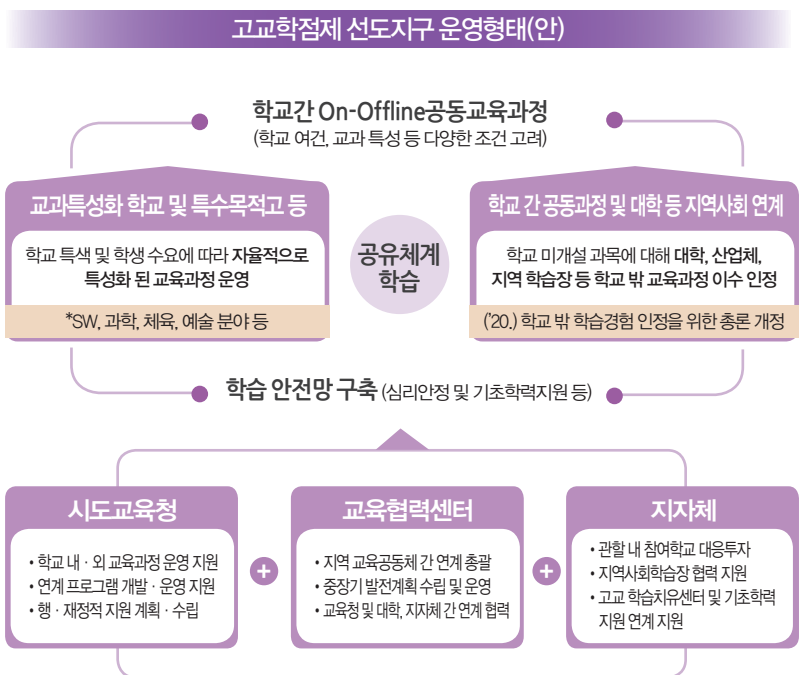 고교학점제 선도지구 운영형태(안)
학교간 On-Offline공동교육과정
(학교 여건, 교과 특성 등 다양한 조건 고려)
교과특성화 학교 및 특수목적고 등
학교 특색 및 학생 수요에 따라 자율적으로
특성화 된 교육과정 운영
*SW, 과학, 체육, 예술 분야 등
공유체계
학습
학교 간 공동과정 및 대학 등 지역사회 연계
학교 미개설 과목에 대해 대학, 산업체,
지역 학습장 등 학교 밖 교육과정 이수 인정
('20.) 학교 밖 학습경험 인정을 위한 총론 개정
학습 안전망 구축 (심리안정 및 기초학력지원 등)
시도교육청
• 학교 내 · 외 교육과정 운영 지원
• 연계 프로그램 개발 · 운영 지원
• 행 · 재정적 지원 계획 · 수립
+
교육협력센터
• 지역 교육공동체 간 연계 총괄
• 중장기 발전계획 수립 및 운영
• 교육청 및 대학, 지자체 간 연계 협력
+
지자체
• 관할 내 참여학교 대응투자
• 지역사회학습장 협력 지원
• 고교 학습치유센터 및 기초학력
지원 연계 지원